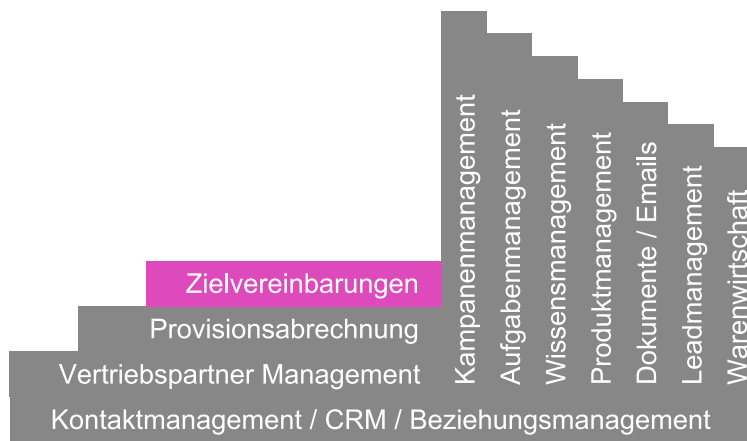 Zielvereinbarungen
Provisionsabrechnung
Vertriebspartner Management
Kontaktmanagement / CRM / Beziehungsmanagement
Kampanenmanagement
Aufgabenmanagement
Wissensmanagement
Produktmanagement
Dokumente / Emails
Leadmanagement
Warenwirtschaft